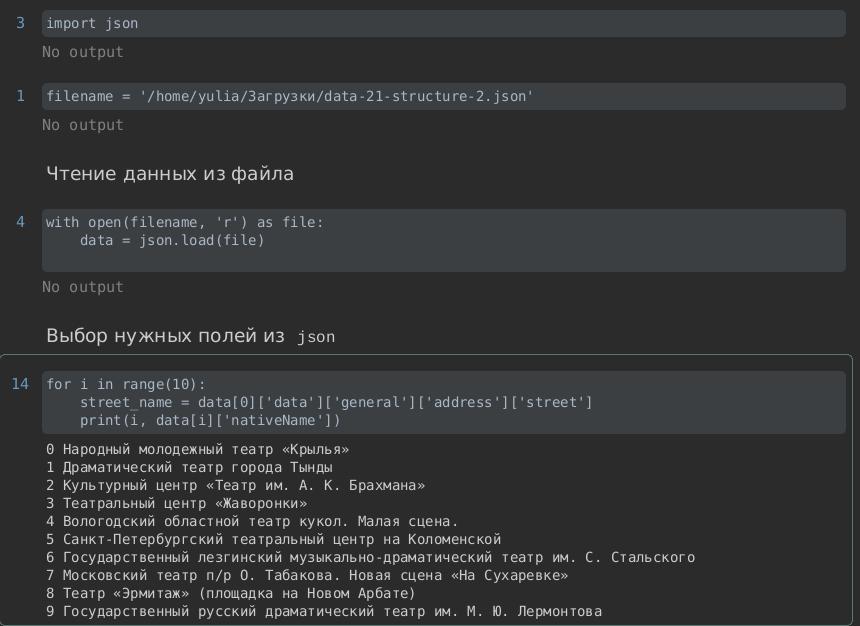 3 import json
No output
1 filename = '/home/yulia/Загрузки/data-21-structure-2.json'
No output
Чтение данных из файла
4 with open(filename, 'r') as file:
    data = json.load(file)
No output
Выбор нужных полей из json
14 for i in range(10):
    street_name = data[0]['data']['general']['address']['street']
    print(i, data[i]['nativeName'])
0 Народный молодежный театр «Крылья»
1 Драматический театр города Тынды
2 Культурный центр «Театр им. А. К. Брахмана»
3 Театральный центр «Жаворонки»
4 Вологодский областной театр кукол. Малая сцена.
5 Санкт-Петербургский театральный центр на Коломенской
6 Государственный лезгинский музыкально-драматический театр им. С. Стальского
7 Московский театр п/р О. Табакова. Новая сцена «На Сухаревке»
8 Театр «Эрмитаж» (площадка на Новом Арбате)
9 Государственный русский драматический театр им. М. Ю. Лермонтова